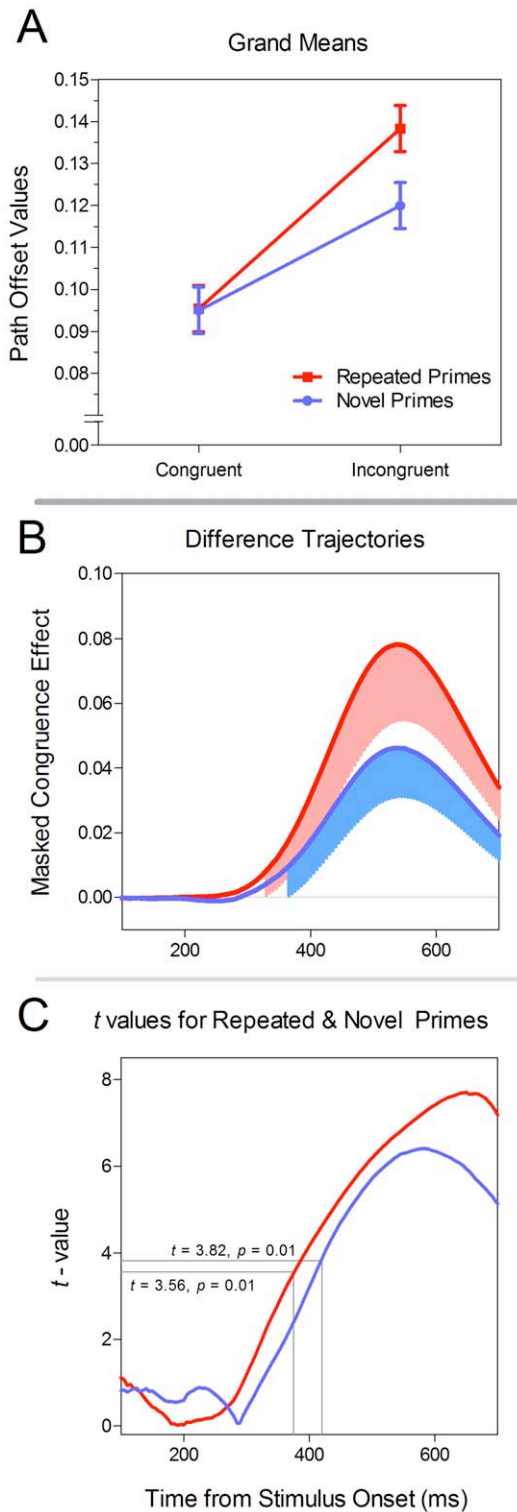 A
Grand Means
0.15
0.14
0.13
0.12
0.11
0.10
0.09
0.08
0.00
Path Offset Values
Repeated Primes
Novel Primes
Congruent Incongruent
B
Difference Trajectories
0.10
0.08
0.06
0.04
0.02
0.00
Masked Congruence Effect
200 400 600
C
t values for Repeated & Novel Primes
8
6
4
2
0
t - value
t = 3.82, p = 0.01
t = 3.56, p = 0.01
200 400 600
Time from Stimulus Onset (ms)